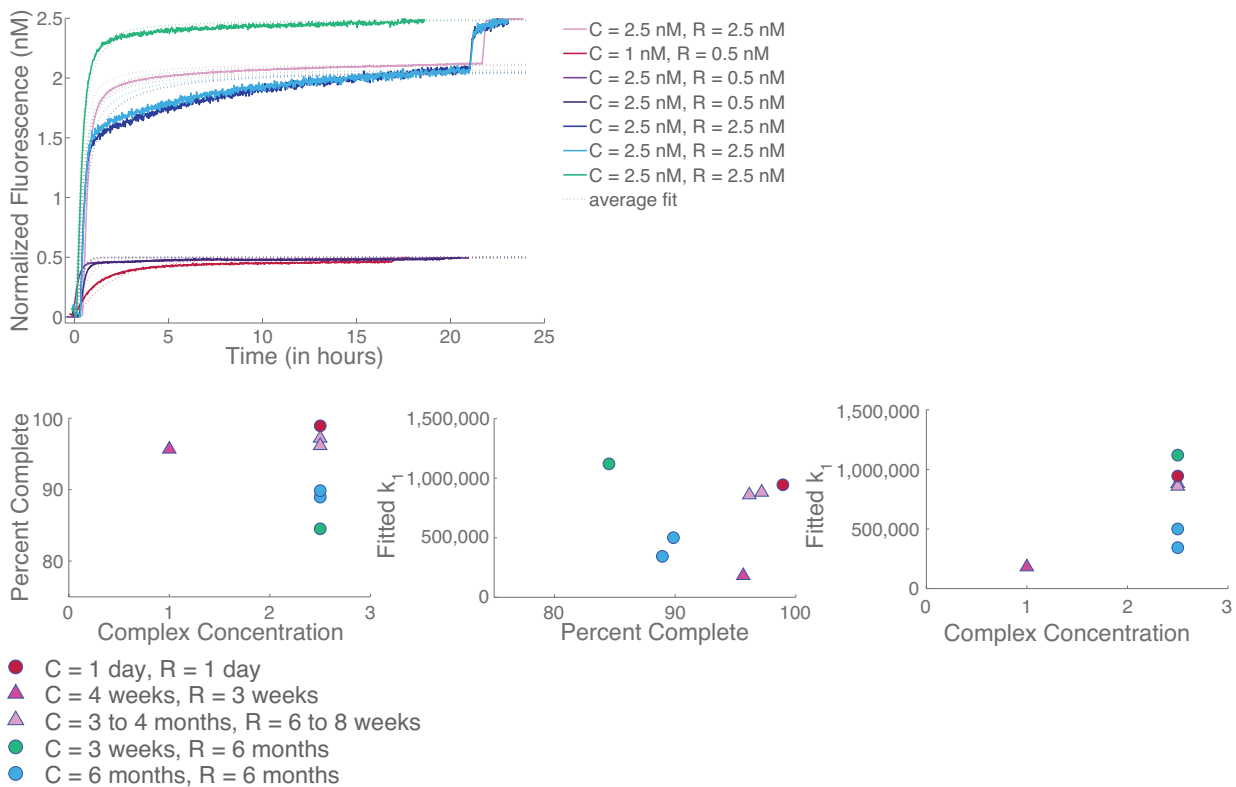 Normalized Fluorescence (nM)
2.5
2
1.5
1
0.5
0
0
5
10
15
20
25
Time (in hours)
C = 2.5 nM, R = 2.5 nM
C = 1 nM, R = 0.5 nM
C = 2.5 nM, R = 0.5 nM
C = 2.5 nM, R = 0.5 nM
C = 2.5 nM, R = 2.5 nM
C = 2.5 nM, R = 2.5 nM
C = 2.5 nM, R = 2.5 nM
average fit
Percent Complete
100
90
80
0
1
2
3
Complex Concentration
Fitted k1
1,500,000
1,000,000
500,000
0
80
90
100
Percent Complete
Fitted k1
1,500,000
1,000,000
500,000
0
0
1
2
3
Complex Concentration
C = 1 day, R = 1 day
C = 4 weeks, R = 3 weeks
C = 3 to 4 months, R = 6 to 8 weeks
C = 3 weeks, R = 6 months
C = 6 months, R = 6 months